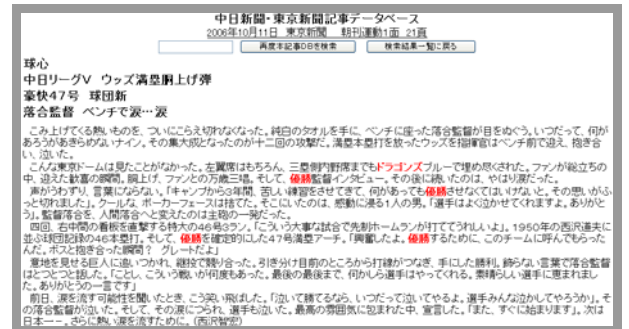 中日新聞・東京新聞記事データベース
2006年10月11日 東京新聞 朝刊運動1面 21頁
再度本記事DBを検索 検索結果一覧に戻る
球心
中日リーグV ウッズ満塁胴上げ弾
豪快47号 球団新
落合監督 ベンチで涙…涙
こみ上げてくる熱いものを、ついにこらえ切れなくなった。純白のタオルを手に、ベンチに座った落合監督が目をぬぐう。いつだって、何が
あろうがあきらめないナイン。その集大成となったのが十二回の攻撃だ。満塁本塁打を放ったウッズを指揮官はベンチ前で迎え、抱き合
い、泣いた。
こんな東京ドームは見たことがなかった。左翼席はもちろん、三塁側内野席までもドラゴンズブルーで埋め尽くされた。ファンが総立ちの
中、迎えた歓喜の瞬間。胴上げ、ファンとの万歳三唱、そして、優勝監督インタビュー。その後に続いたのは、やはり涙だった。
声がうわずり、言葉にならない。「キャンプから3年間、苦しい練習をさせてきて、何があっても優勝させなくてはいけないと。その思いがふ
っと切れました」。クールな、ポーカーフェースは捨てた。そこにいたのは、感動に浸る1人の男。「選手はよく泣かせてくれますよ。ありがと
う」。監督落合を、人間落合へと変えたのは主砲の一発だった。
四回、右中間の看板を直撃する特大の46号3ラン。「こういう大事な試合で先制ホームランが打ててうれしいよ」。1950年の西沢道夫に
並ぶ球団記録の46本塁打。そして、優勝を確定的にした47号満塁アーチ。「興奮したよ。優勝するために、このチームに呼んでもらった
んだ。ボスと抱き合った瞬間？ グレートだよ」
意地を見せる巨人に追いつかれ、継投で競り合った。引き分け目前のところから打線がつなぎ、手にした勝利。飾らない言葉で落合監督
はとつとつと話した。「ことし、こういう戦いが何度もあった。最後の最後まで、何かしら選手はやってくれる。素晴らしい選手に恵まれまし
た。ありがとうの一言です」
前日、涙を流す可能性を聞いたとき、こう笑い飛ばした。「泣いて勝てるなら、いつだって泣いてやるよ。選手みんな泣かしてやろうか」。そ
の落合監督が泣いた。そして、その涙につられ、選手も泣いた。最高の雰囲気に包まれた中、宣言した。「また、すぐに始まります」。次は
日本一－。さらに熱い涙を流すために。(西沢智宏)